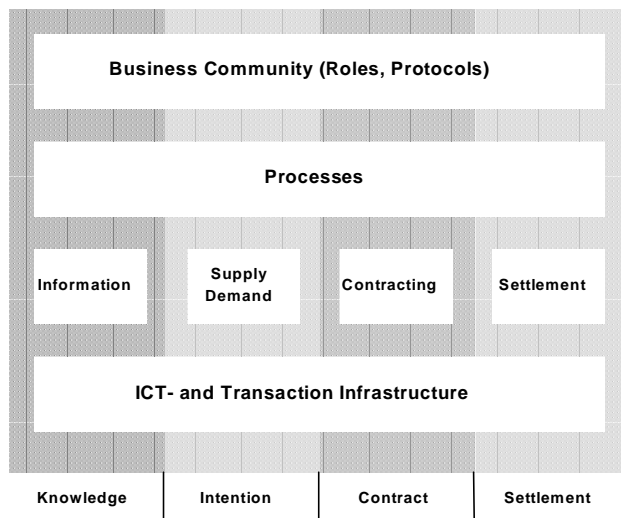 Business Community (Roles, Protocols)
Processes
Information
Supply
Demand
Contracting
Settlement
ICT- and Transaction Infrastructure
Knowledge
Intention
Contract
Settlement